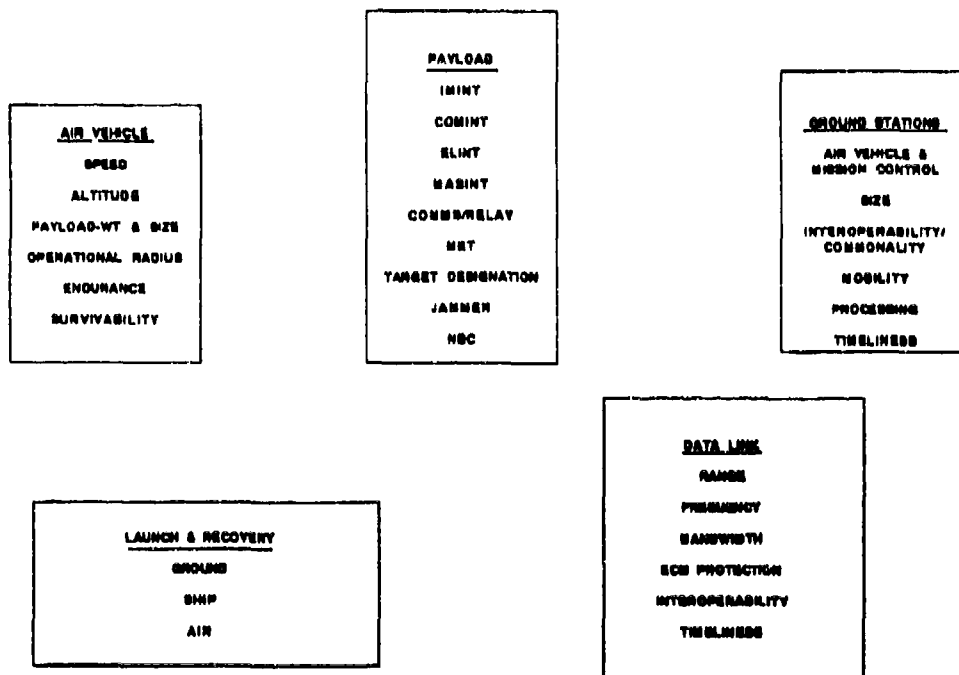 AIR VEHICLE
SPEED
ALTITUDE
PAYLOAD-WT & SIZE
OPERATIONAL RADIUS
ENDURANCE
SURVIVABILITY
PAYLOAD
IMINT
COMINT
ELINT
MASINT
COMMS/RELAY
MET
TARGET DESIGNATION
JAMMER
NBC
GROUND STATIONS
AIR VEHICLE &
MISSION CONTROL
SIZE
INTEROPERABILITY/
COMMONALITY
MOBILITY
PROCESSING
TIMELINESS
LAUNCH & RECOVERY
GROUND
SHIP
AIR
DATA LINK
RANGE
FREQUENCY
BANDWIDTH
ECM PROTECTION
INTEROPERABILITY
TIMELINESS